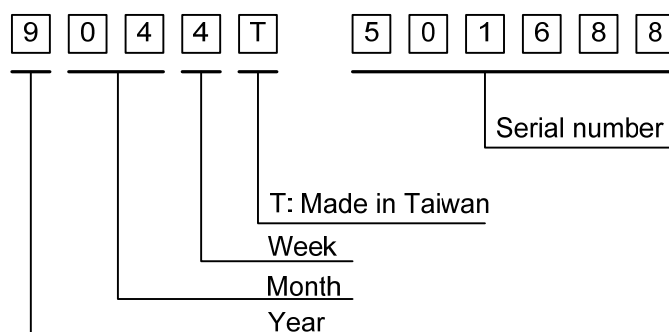 9 0 4 4 T 5 0 1 6 8 8
Serial number
T: Made in Taiwan
Week
Month
Year